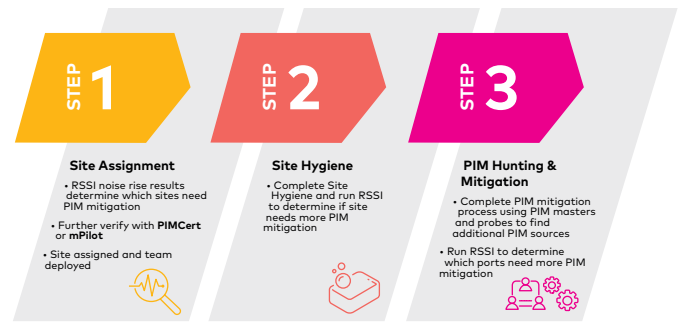 STEP 1
Site Assignment
• RSSI noise rise results
determine which sites need
PIM mitigation
• Further verify with PIMCert
or mPilot
• Site assigned and team
deployed
STEP 2
Site Hygiene
• Complete Site
Hygiene and run RSSI
to determine if site
needs more PIM
mitigation
STEP 3
PIM Hunting &
Mitigation
• Complete PIM mitigation
process using PIM masters
and probes to find
additional PIM sources
• Run RSSI to determine
which ports need more PIM
mitigation